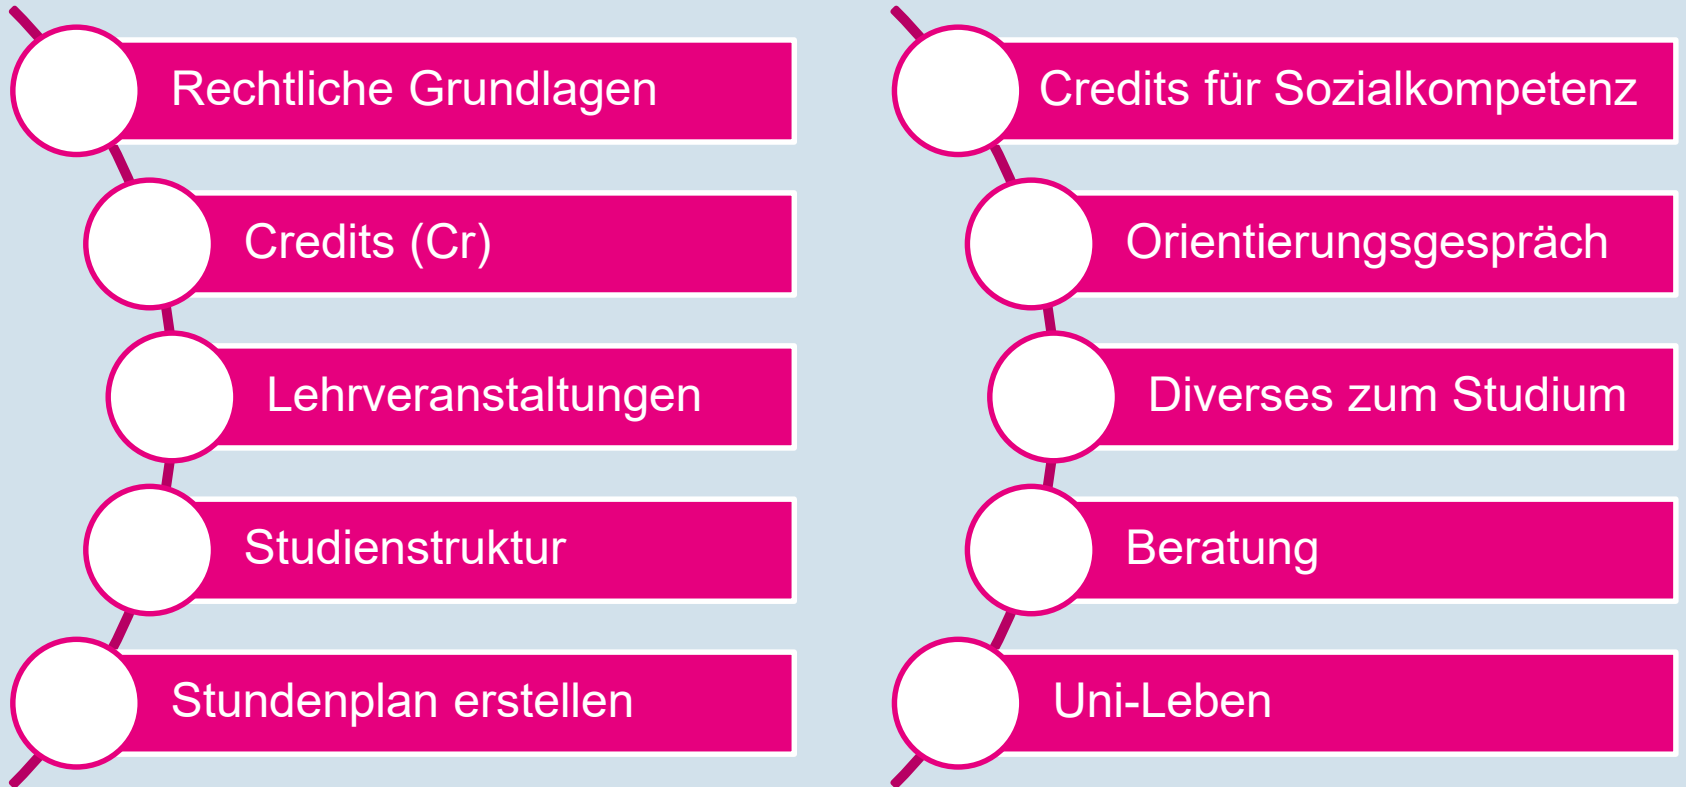 Rechtliche Grundlagen
Credits (Cr)
Lehrveranstaltungen
Studienstruktur
Stundenplan erstellen
Credits für Sozialkompetenz
Orientierungsgespräch
Diverses zum Studium
Beratung
Uni-Leben